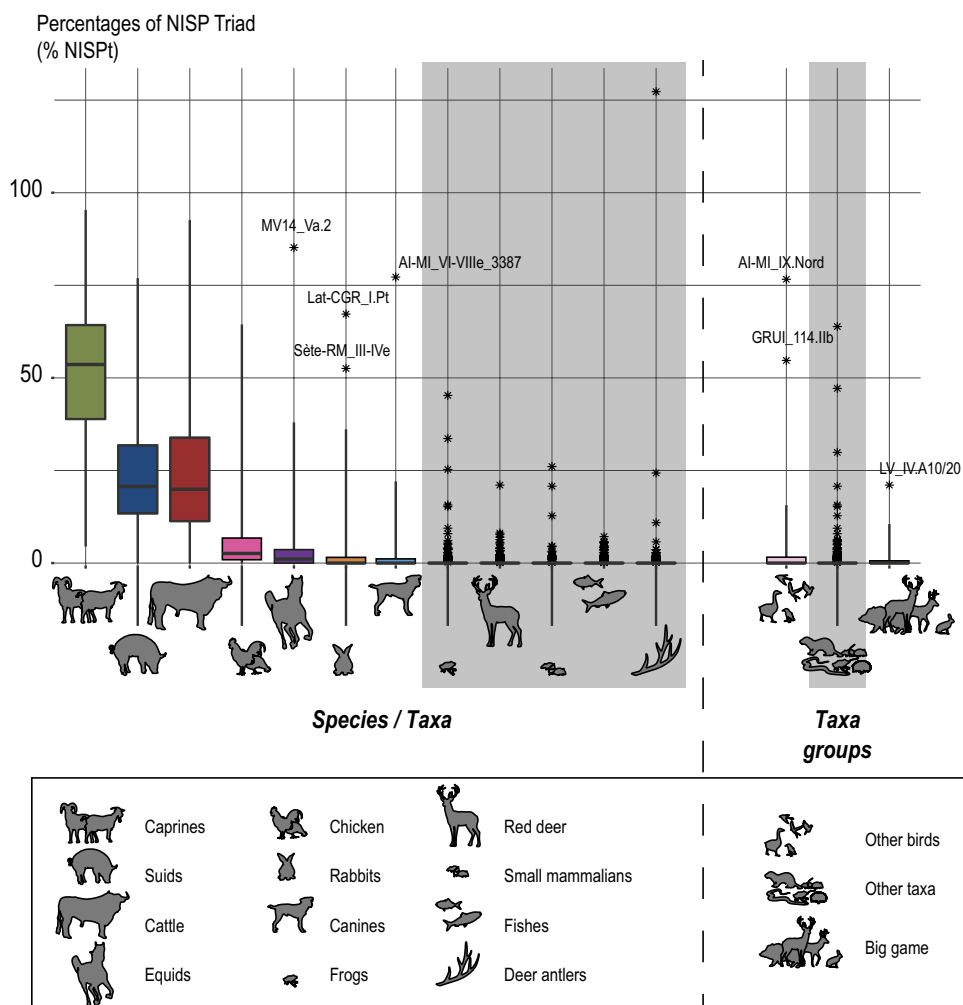 Percentages of NISP Triad
(% NISPt)
100
50
0
MV14_Va.2
AI-MI_VI-VIIIe_3387
Lat-CGR_I.Pt
Sète-RM_III-IVe
AI-MI_IX.Nord
GRUI_114.IIb
LV_IV.A10/20
Species / Taxa
Taxa
groups
Caprines
Suids
Cattle
Equids
Chicken
Rabbits
Canines
Frogs
Red deer
Small mammalians
Fishes
Deer antlers
Other birds
Other taxa
Big game